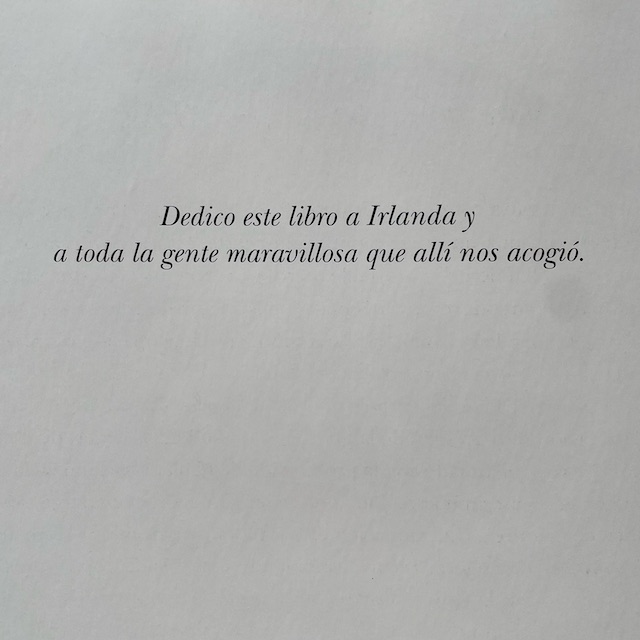 Dedico este libro a Irlanda y
a toda la gente maravillosa que allí nos acogió.